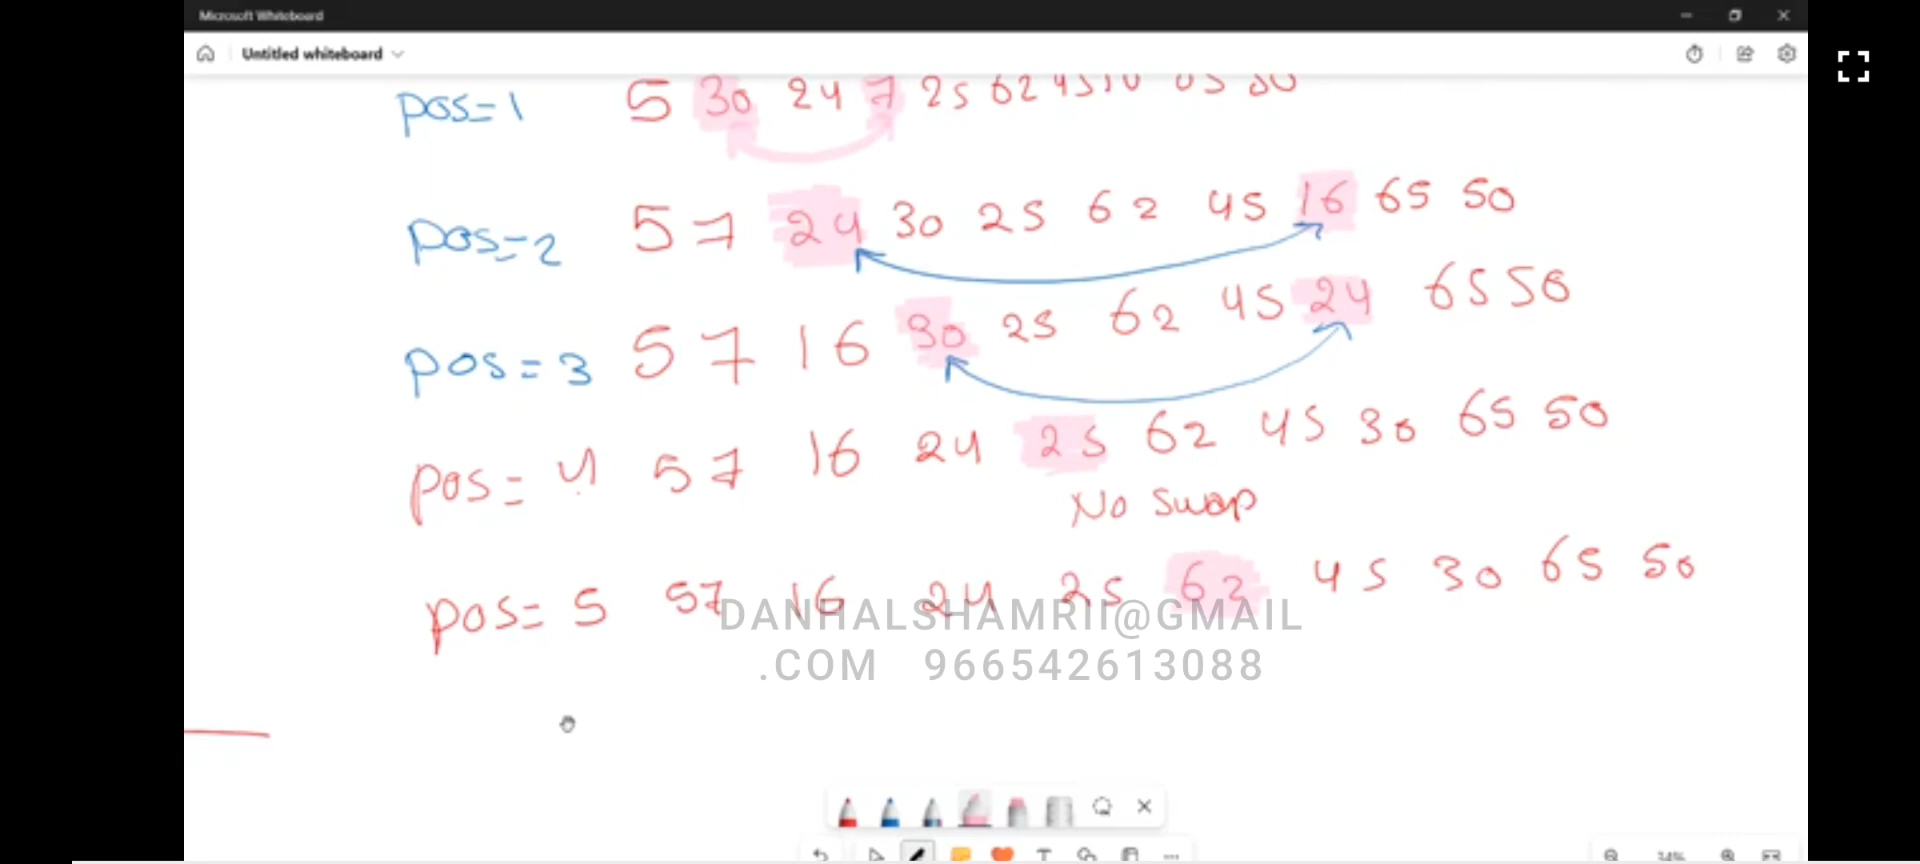 Microsoft Whiteboard
Untitled whiteboard
pos=1 5 30 24 7 25 62 45
pos=2 5 7 24 30 25 62 45 16 65 50
pos=3 5 7 16 30 25 62 45 24 65 50
pos=4 5 7 16 24 25 62 45 30 65 50
No swap
pos=5 57 16 24 25 62 45 30 65 50
DANHALSHAMRII@GMAIL
.COM 966542613088